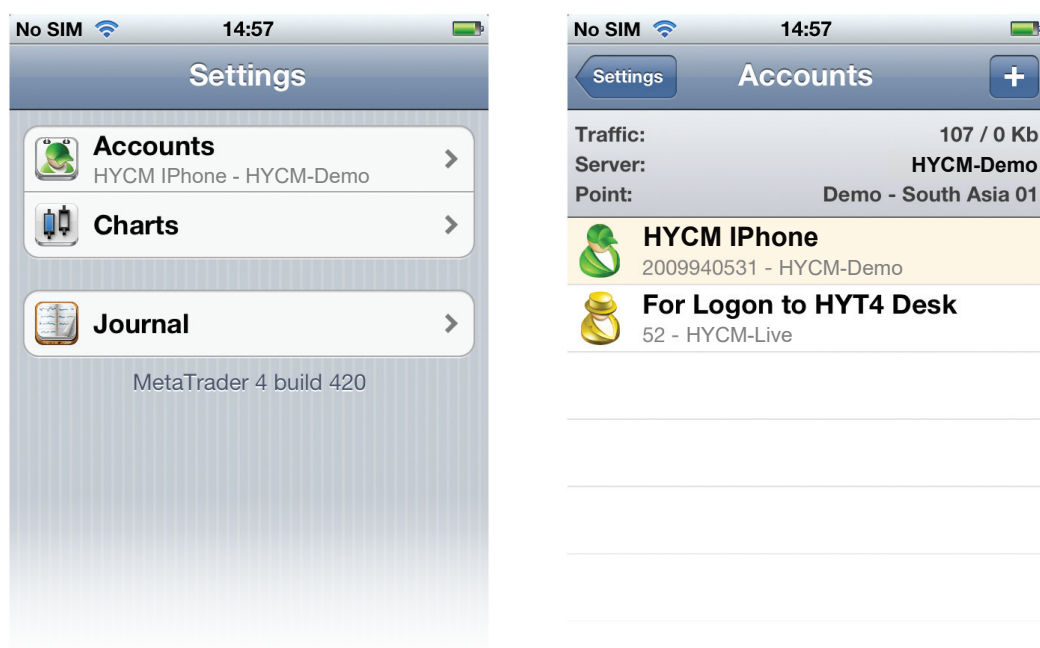 No SIM 14:57
Settings
Accounts
HYCM IPhone - HYCM-Demo
Charts
Journal
MetaTrader 4 build 420
No SIM 14:57
Settings Accounts +
Traffic: 107 / 0 Kb
Server: HYCM-Demo
Point: Demo - South Asia 01
HYCM IPhone
2009940531 - HYCM-Demo
For Logon to HYT4 Desk
52 - HYCM-Live